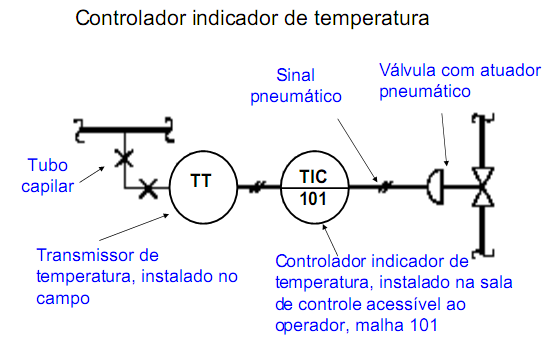 Controlador indicador de temperatura
Sinal
pneumático
Válvula com atuador
pneumático
Tubo
capilar
TT
TIC
101
Transmissor de
temperatura, instalado no
campo
Controlador indicador de
temperatura, instalado na sala
de controle acessível ao
operador, malha 101